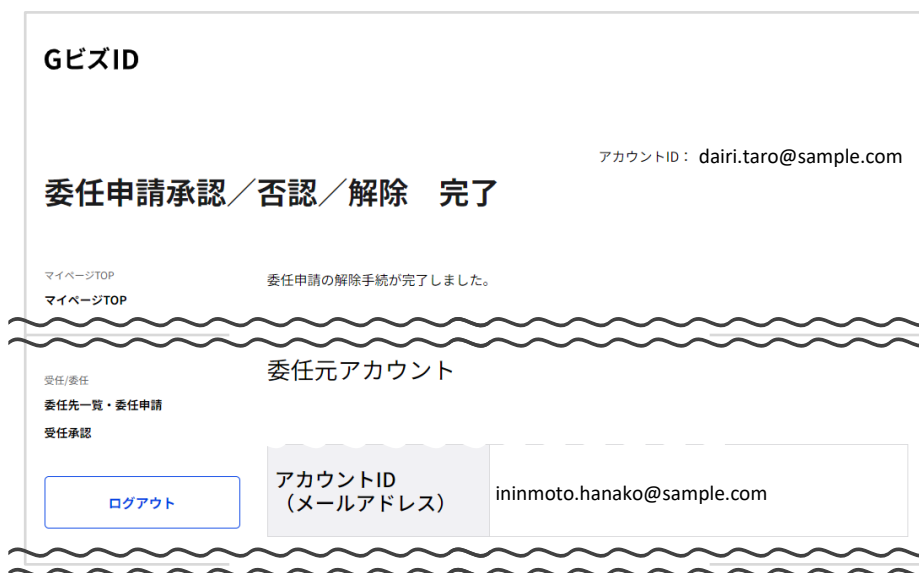 GビズID
アカウントID： dairi.taro@sample.com
委任申請承認／否認／解除　完了
マイページTOP
マイページTOP
委任申請の解除手続が完了しました。
受任/委任
委任先一覧・委任申請
受任承認
ログアウト
委任元アカウント
アカウントID
（メールアドレス）
ininmoto.hanako@sample.com